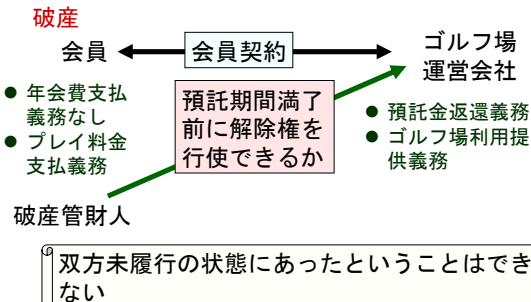 破産
会員
会員契約
ゴルフ場
運営会社
● 年会費支払
義務なし
● プレイ料金
支払義務
預託期間満了
前に解除権を
行使できるか
● 預託金返還義務
● ゴルフ場利用提
供義務
破産管財人
双方未履行の状態にあったということはでき
ない